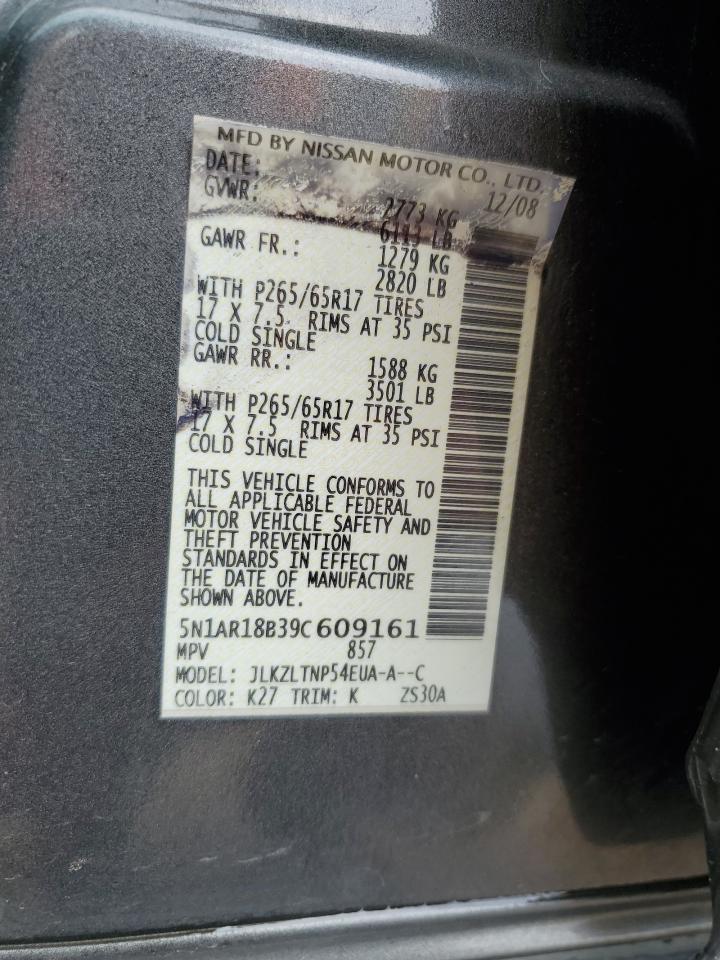 MFD BY NISSAN MOTOR CO., LTD.
DATE: 12/08
GVWR: 2773 KG
6113 LB
GAWR FR.: 1279 KG
2820 LB
WITH P265/65R17 TIRES
17 X 7.5 RIMS AT 35 PSI
COLD SINGLE
GAWR RR.: 1588 KG
3501 LB
WITH P265/65R17 TIRES
17 X 7.5 RIMS AT 35 PSI
COLD SINGLE
THIS VEHICLE CONFORMS TO
ALL APPLICABLE FEDERAL
MOTOR VEHICLE SAFETY AND
THEFT PREVENTION
STANDARDS IN EFFECT ON
THE DATE OF MANUFACTURE
SHOWN ABOVE.
5N1AR18B39C609161
MPV 857
MODEL: JLKZLTNP54EUA-A--C
COLOR: K27 TRIM: K ZS30A